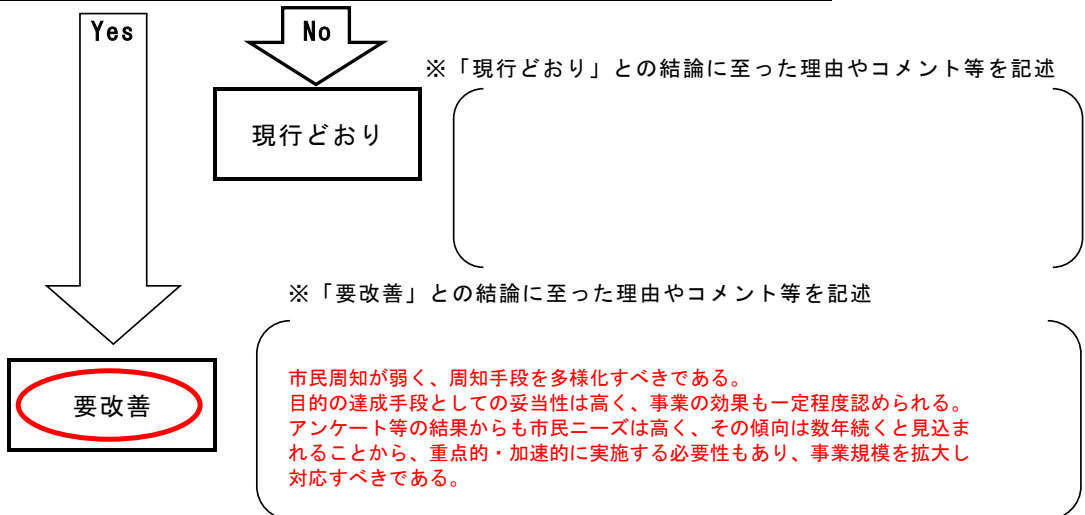 Yes
No
※「現行どおり」との結論に至った理由やコメント等を記述
現行どおり
※「要改善」との結論に至った理由やコメント等を記述
要改善
市民周知が弱く、周知手段を多様化すべきである。
目的の達成手段としての妥当性は高く、事業の効果も一定程度認められる。
アンケート等の結果からも市民ニーズは高く、その傾向は数年続くと見込ま
れることから、重点的・加速的に実施する必要性もあり、事業規模を拡大し
対応すべきである。